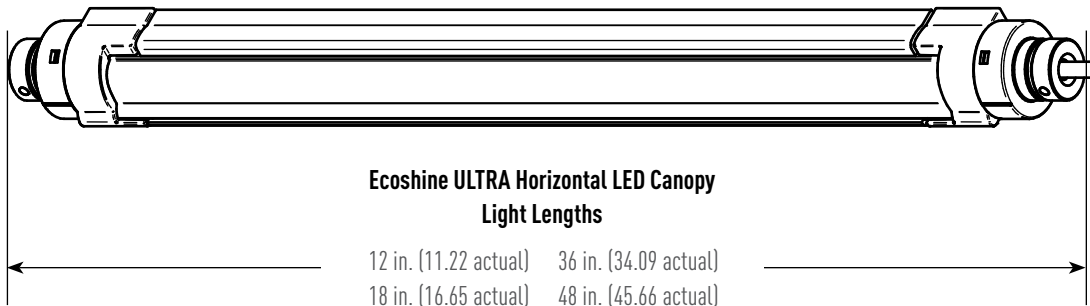 Ecoshine ULTRA Horizontal LED Canopy
Light Lengths
12 in. (11.22 actual) 36 in. (34.09 actual)
18 in. (16.65 actual) 48 in. (45.66 actual)